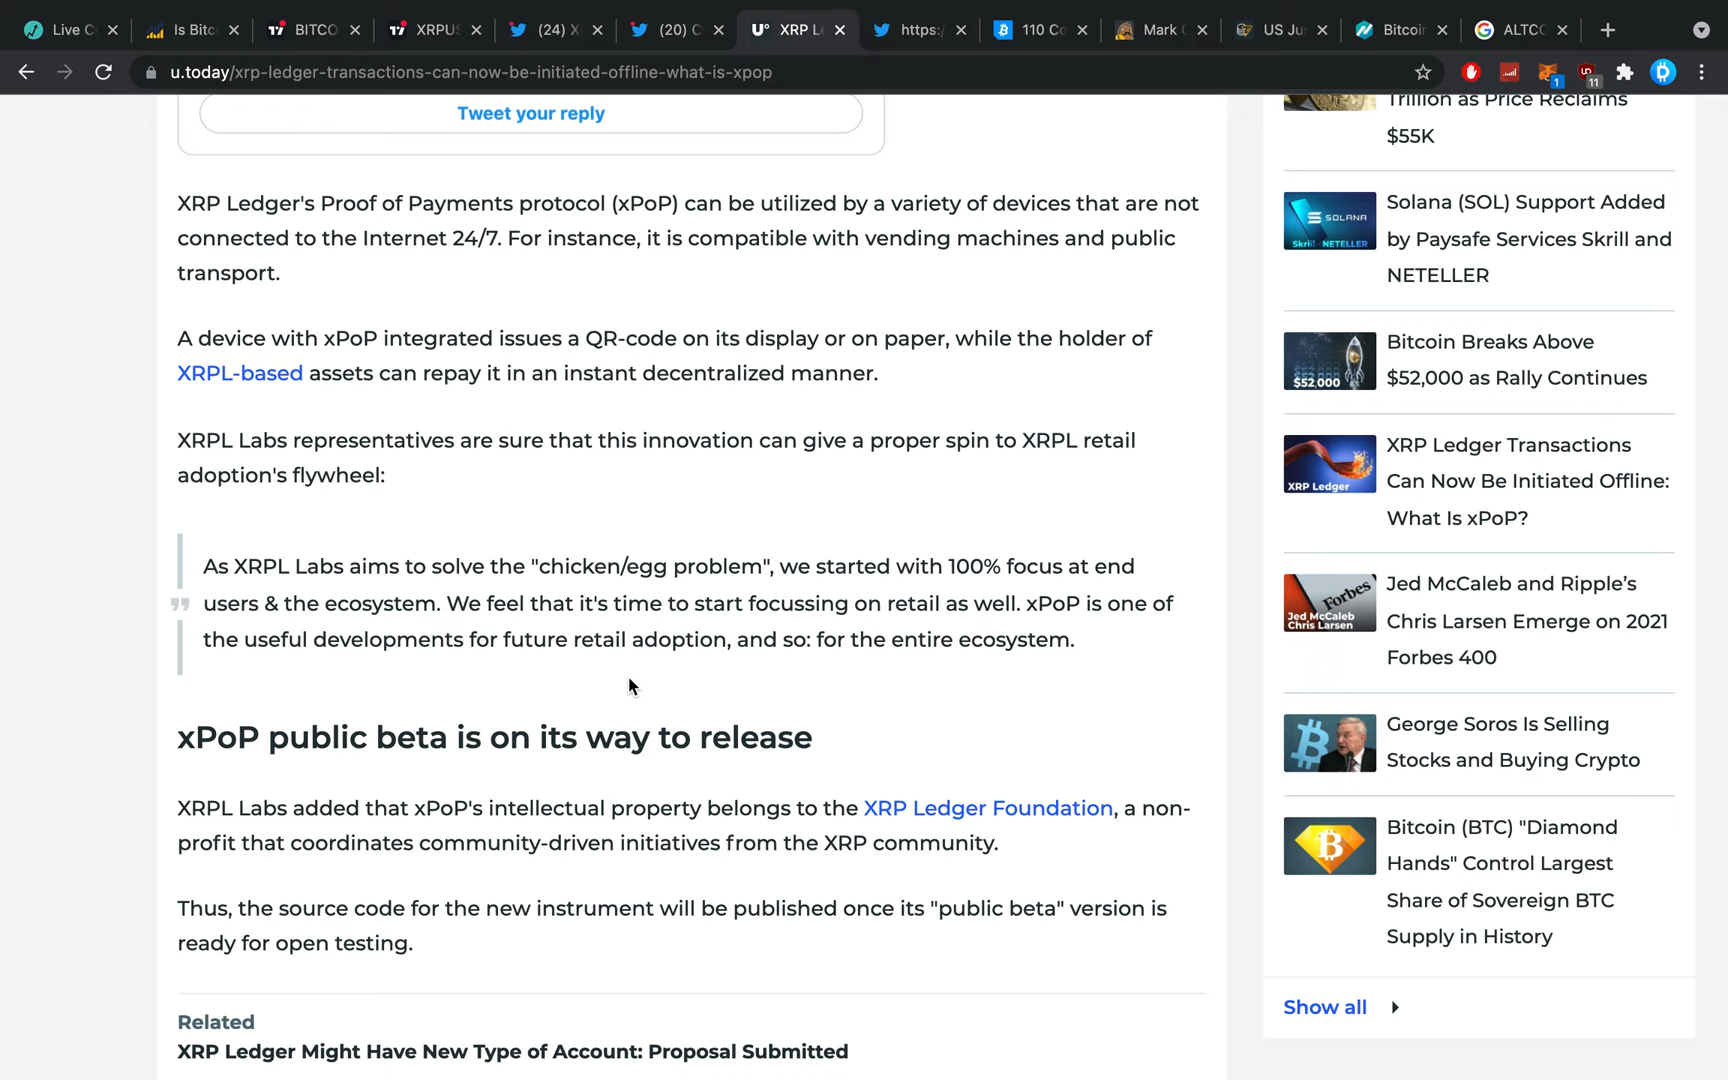 Live C
Is Bitc
BITCO
XRPUS
(24) X
(20) C
XRP Le
https:/
110 Co
Mark
US Ju
Bitcoin
ALTCO
u.today/xrp-ledger-transactions-can-now-be-initiated-offline-what-is-xpop
1
11
Tweet your reply
XRP Ledger's Proof of Payments protocol (xPoP) can be utilized by a variety of devices that are not
connected to the Internet 24/7. For instance, it is compatible with vending machines and public
transport.
A device with xPoP integrated issues a QR-code on its display or on paper, while the holder of
XRPL-based assets can repay it in an instant decentralized manner.
XRPL Labs representatives are sure that this innovation can give a proper spin to XRPL retail
adoption's flywheel:
As XRPL Labs aims to solve the "chicken/egg problem", we started with 100% focus at end
users & the ecosystem. We feel that it's time to start focussing on retail as well. xPoP is one of
the useful developments for future retail adoption, and so: for the entire ecosystem.
xPoP public beta is on its way to release
XRPL Labs added that xPoP's intellectual property belongs to the XRP Ledger Foundation, a non-
profit that coordinates community-driven initiatives from the XRP community.
Thus, the source code for the new instrument will be published once its "public beta" version is
ready for open testing.
Related
XRP Ledger Might Have New Type of Account: Proposal Submitted
Trillion as Price Reclaims
$55K
SOLANA
Skrill NETELLER
Solana (SOL) Support Added
by Paysafe Services Skrill and
NETELLER
$52,000
Bitcoin Breaks Above
$52,000 as Rally Continues
XRP Ledger
XRP Ledger Transactions
Can Now Be Initiated Offline:
What Is xPoP?
Forbes
Jed McCaleb
Chris Larsen
Jed McCaleb and Ripple's
Chris Larsen Emerge on 2021
Forbes 400
George Soros Is Selling
Stocks and Buying Crypto
Bitcoin (BTC) "Diamond
Hands" Control Largest
Share of Sovereign BTC
Supply in History
Show all